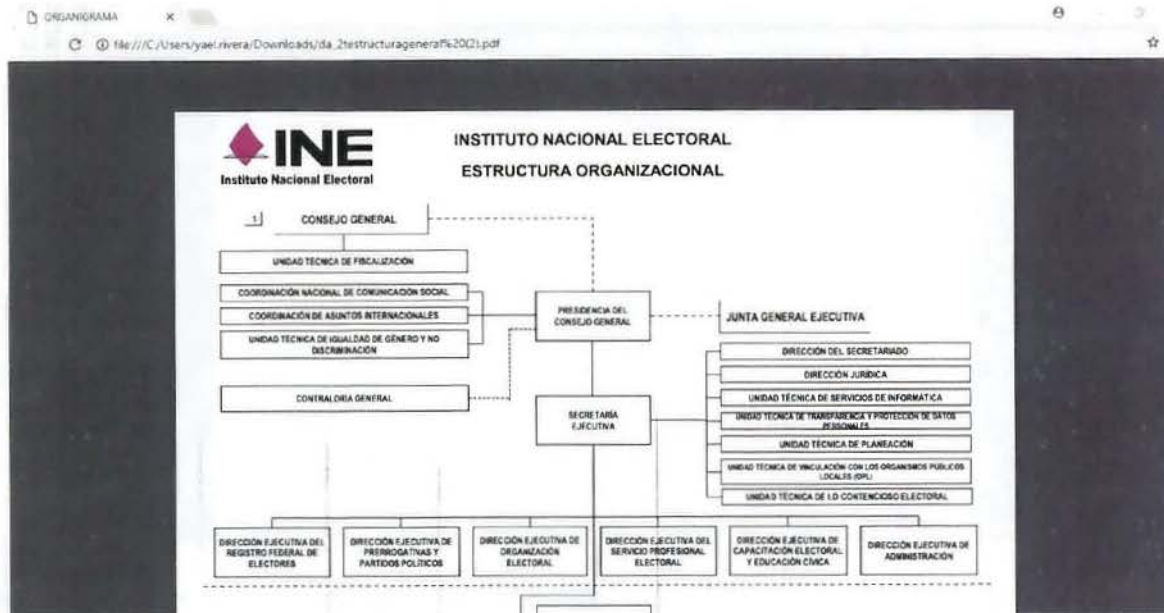 ORGANIGRAMA
file:///C:/Users/yael.rivera/Downloads/da_2testructurageneral%20(2).pdf
INE
Instituto Nacional Electoral
INSTITUTO NACIONAL ELECTORAL
ESTRUCTURA ORGANIZACIONAL
1
CONSEJO GENERAL
UNIDAD TÉCNICA DE FISCALIZACIÓN
COORDINACIÓN NACIONAL DE COMUNICACIÓN SOCIAL
COORDINACIÓN DE ASUNTOS INTERNACIONALES
UNIDAD TÉCNICA DE IGUALDAD DE GÉNERO Y NO
DISCRIMINACIÓN
CONTRALORÍA GENERAL
PRESIDENCIA DEL
CONSEJO GENERAL
JUNTA GENERAL EJECUTIVA
SECRETARÍA
EJECUTIVA
DIRECCIÓN DEL SECRETARIADO
DIRECCIÓN JURÍDICA
UNIDAD TÉCNICA DE SERVICIOS DE INFORMÁTICA
UNIDAD TÉCNICA DE TRANSPARENCIA Y PROTECCIÓN DE DATOS
PERSONALES
UNIDAD TÉCNICA DE PLANEACIÓN
UNIDAD TÉCNICA DE VINCULACIÓN CON LOS ORGANISMOS PÚBLICOS
LOCALES (OPL)
UNIDAD TÉCNICA DE LO CONTENCIOSO ELECTORAL
DIRECCIÓN EJECUTIVA DEL
REGISTRO FEDERAL DE
ELECTORES
DIRECCIÓN EJECUTIVA DE
PRERROGATIVAS Y
PARTIDOS POLÍTICOS
DIRECCIÓN EJECUTIVA DE
ORGANIZACIÓN
ELECTORAL
DIRECCIÓN EJECUTIVA DEL
SERVICIO PROFESIONAL
ELECTORAL
DIRECCIÓN EJECUTIVA DE
CAPACITACIÓN ELECTORAL
Y EDUCACIÓN CÍVICA
DIRECCIÓN EJECUTIVA DE
ADMINISTRACIÓN